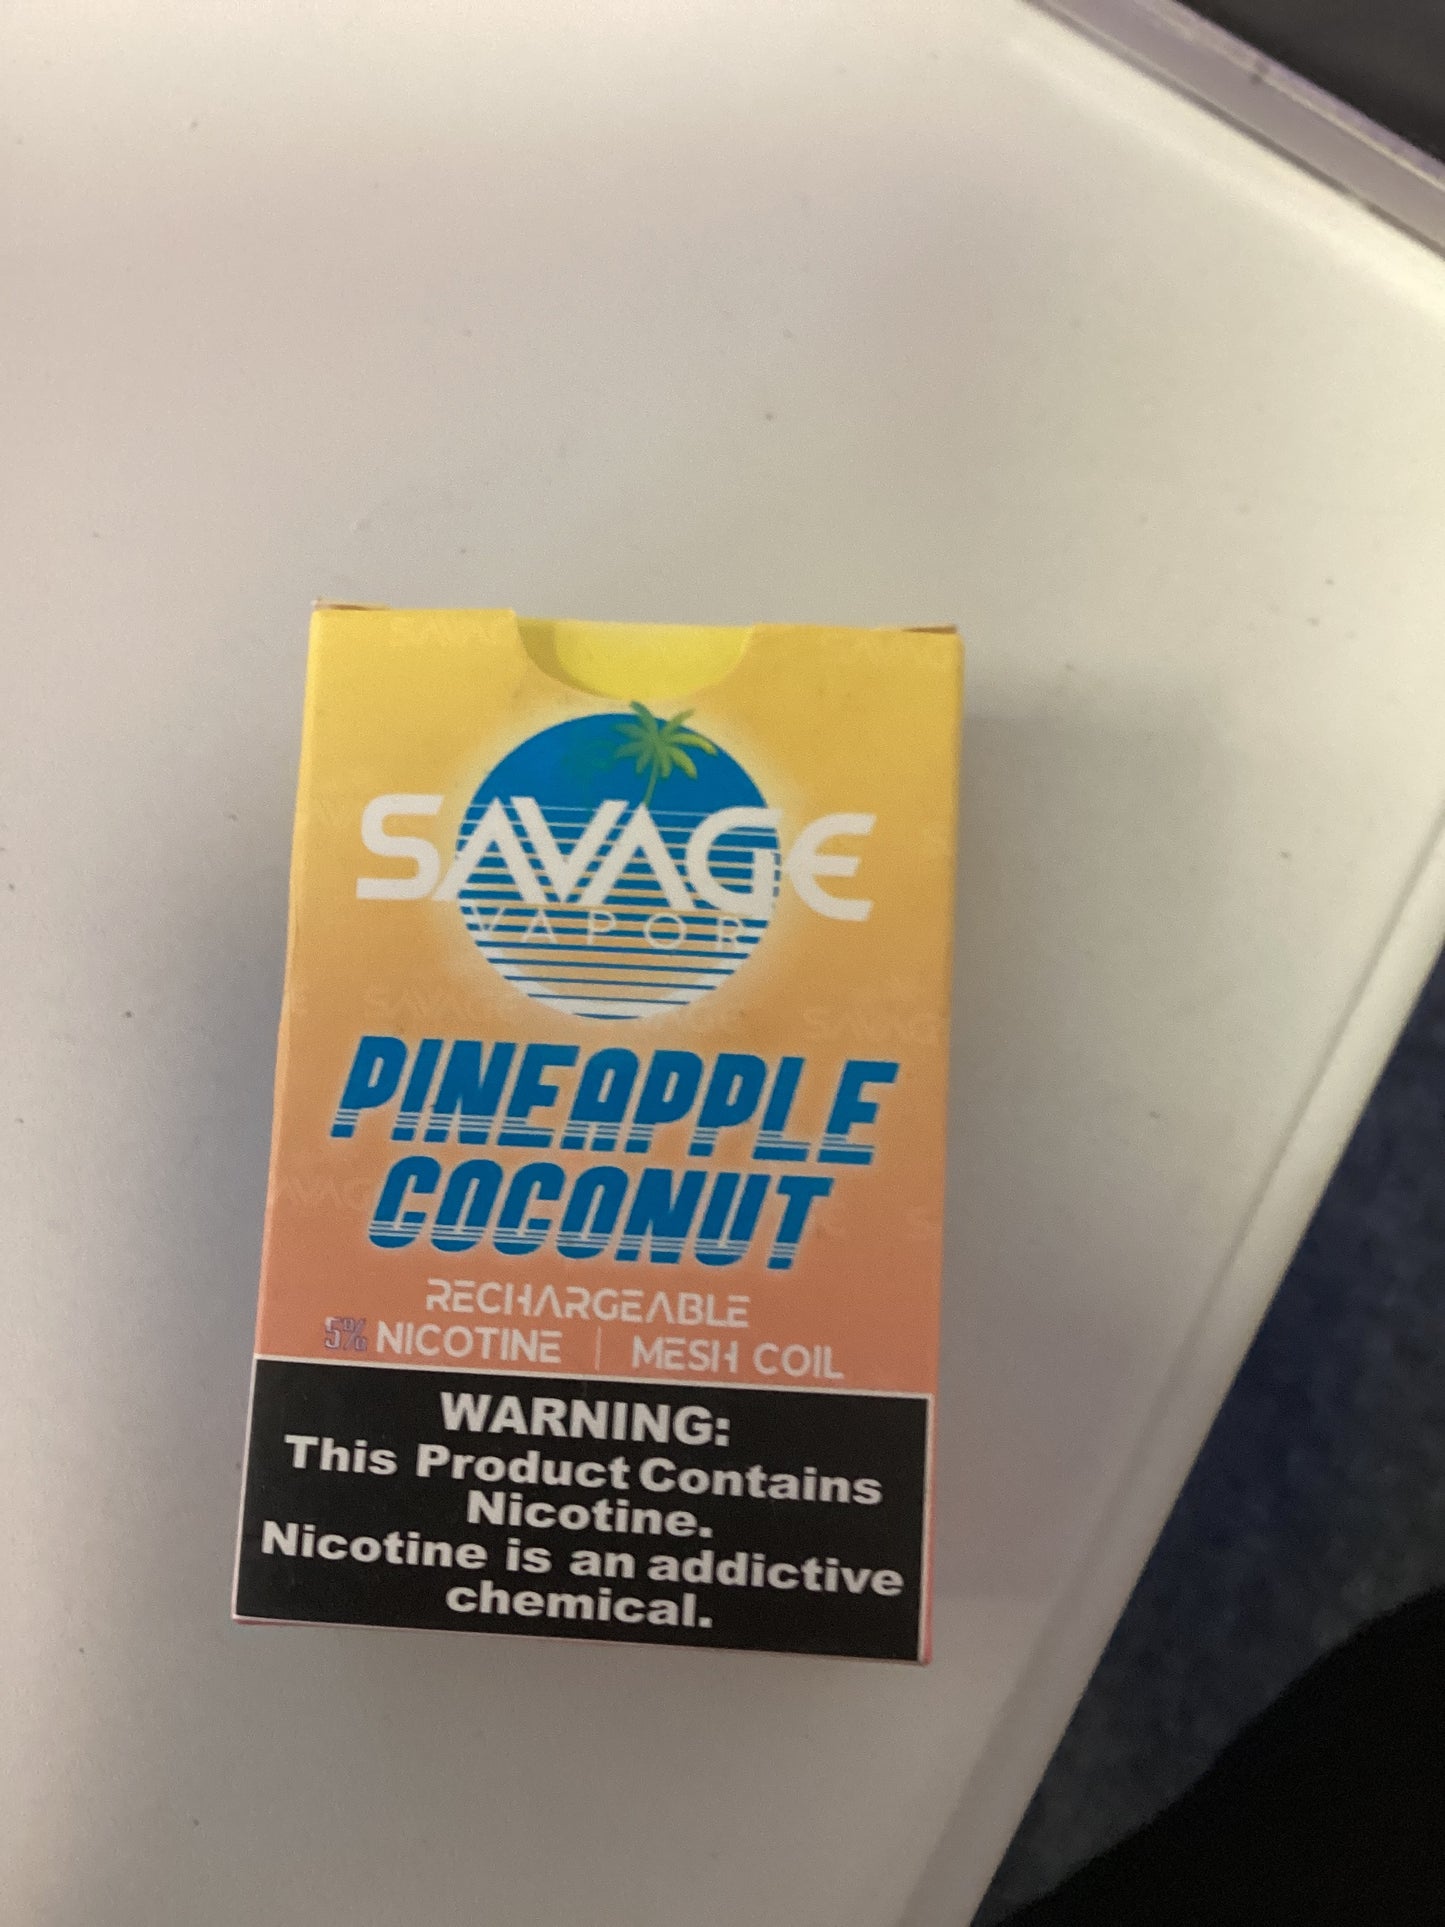 SAVAGE
VAPOR
PINEAPPLE
COCONUT
RECHARGEABLE
5% NICOTINE | MESH COIL
WARNING:
This Product Contains
Nicotine.
Nicotine is an addictive
chemical.